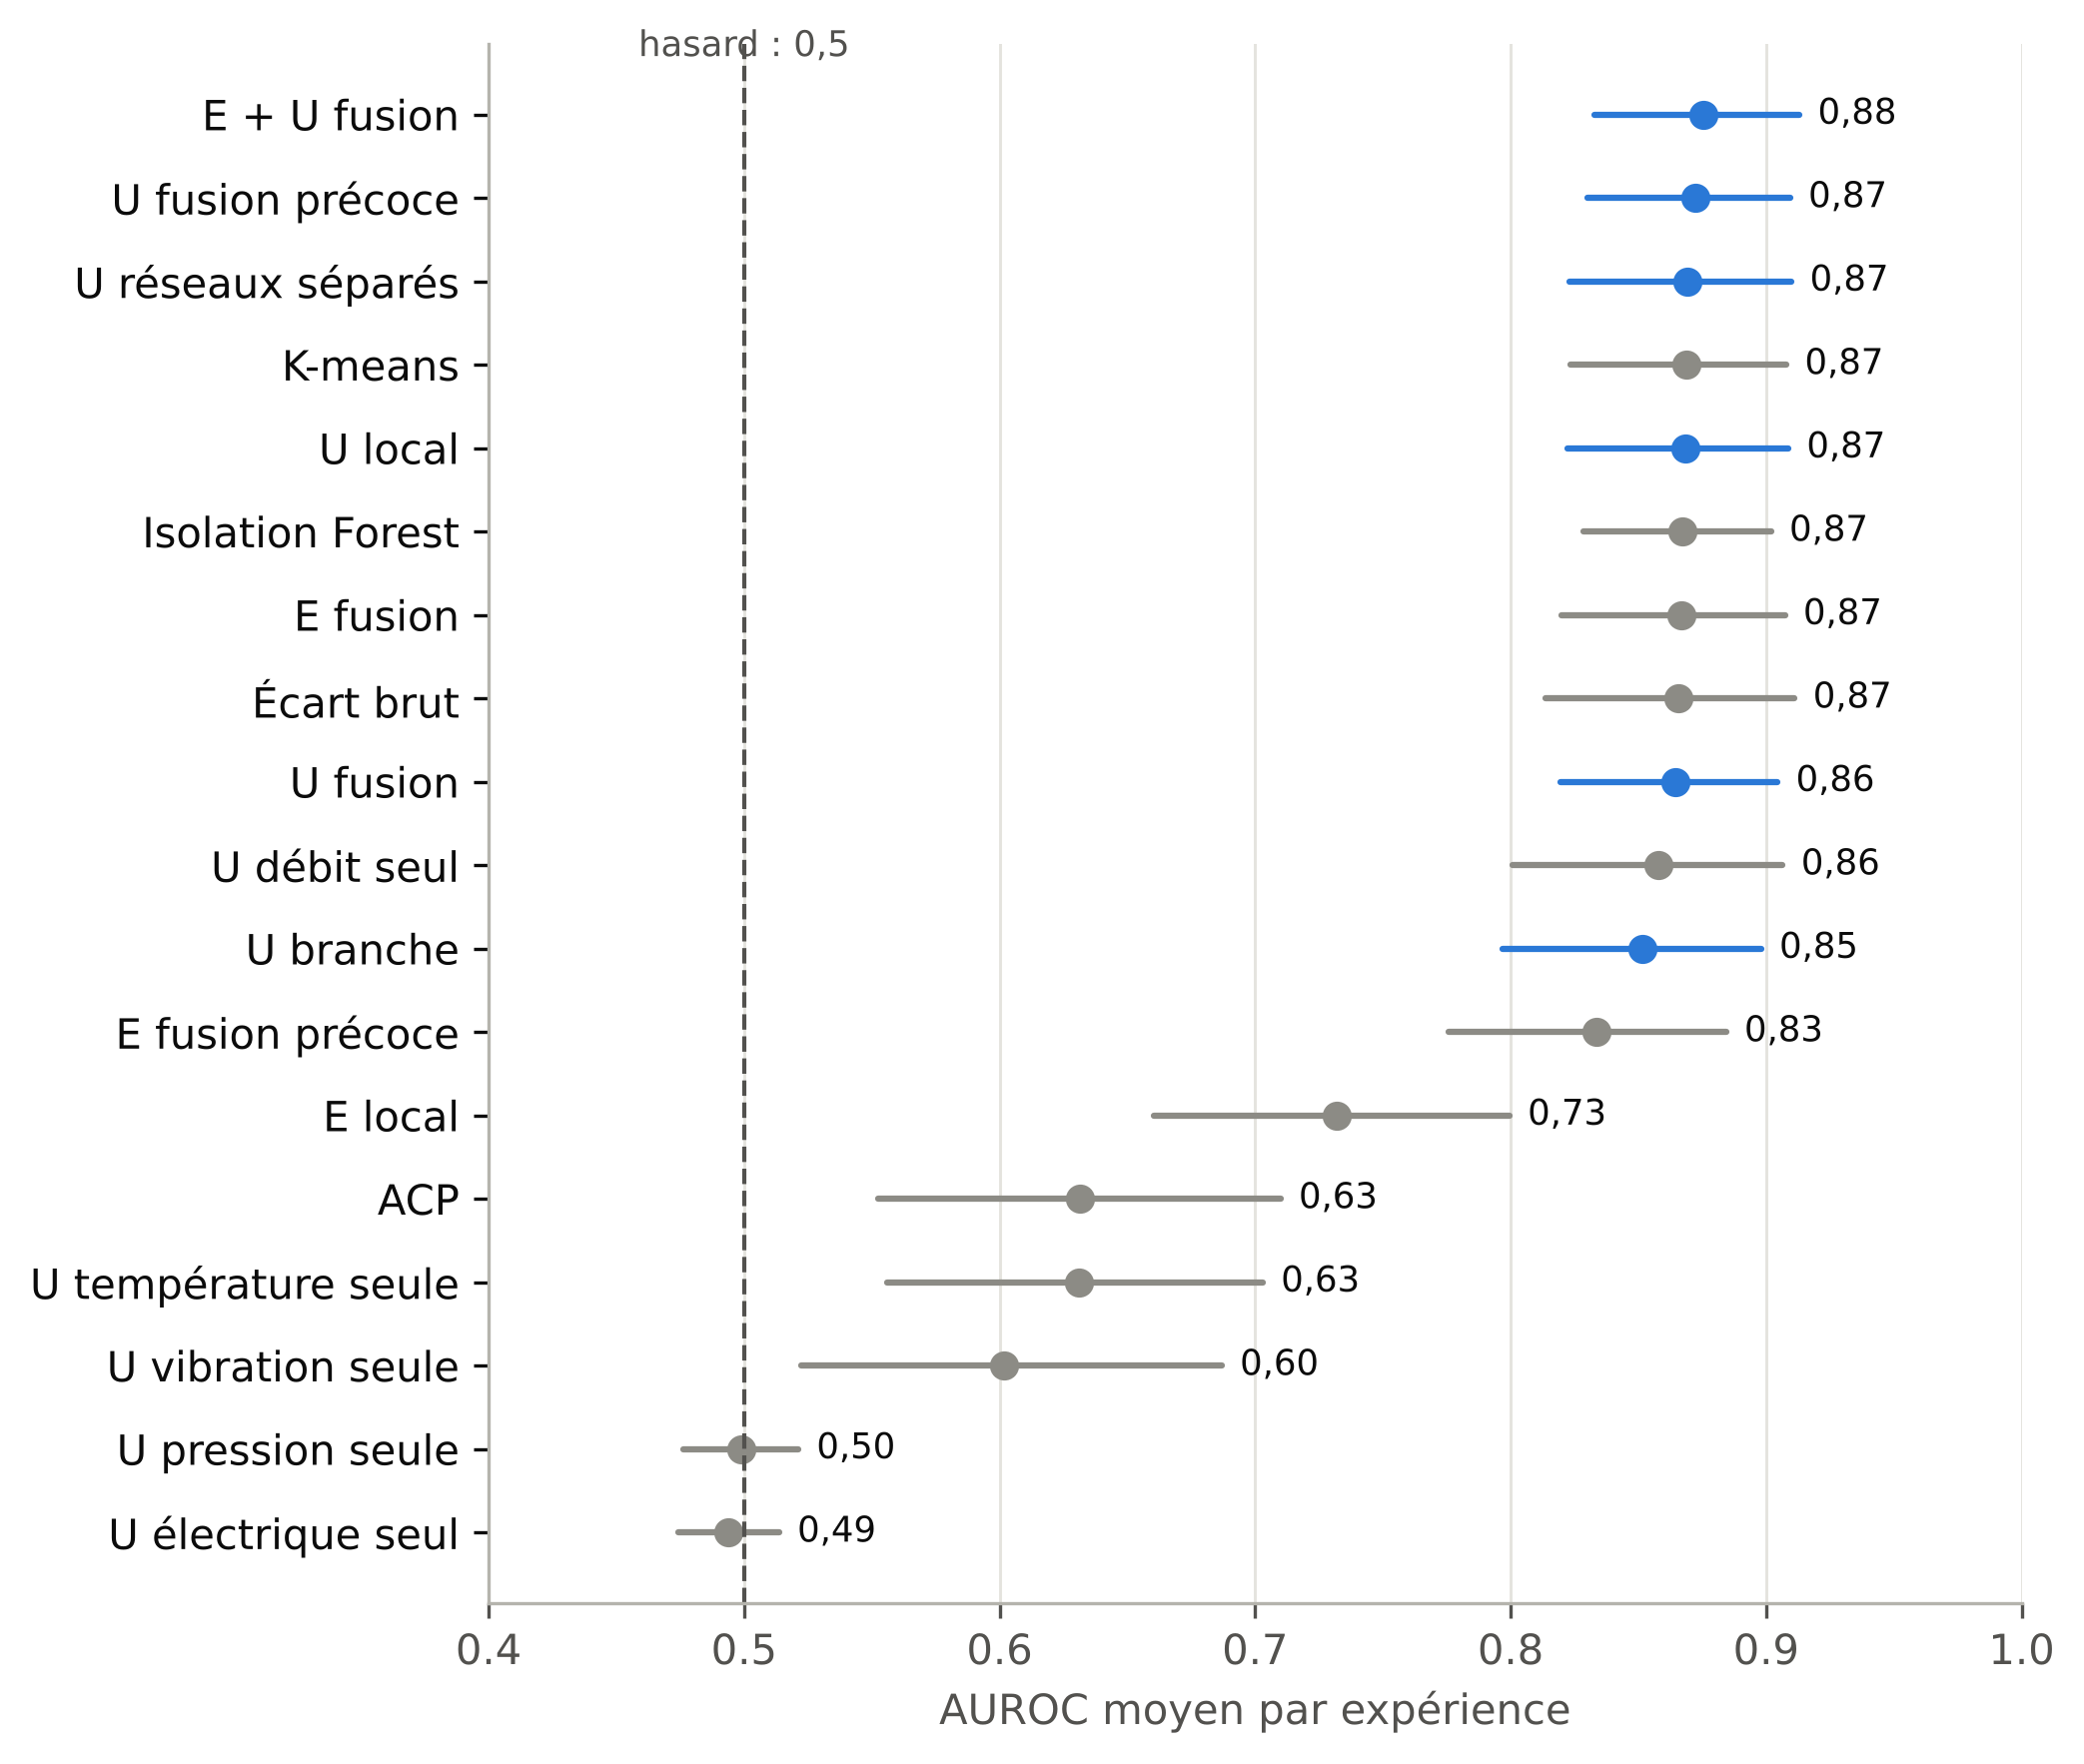 hasard : 0,5
E + U fusion 0,88
U fusion précoce 0,87
U réseaux séparés 0,87
K-means 0,87
U local 0,87
Isolation Forest 0,87
E fusion 0,87
Écart brut 0,87
U fusion 0,86
U débit seul 0,86
U branche 0,85
E fusion précoce 0,83
E local 0,73
ACP 0,63
U température seule 0,63
U vibration seule 0,60
U pression seule 0,50
U électrique seul 0,49
0.4 0.5 0.6 0.7 0.8 0.9 1.0
AUROC moyen par expérience